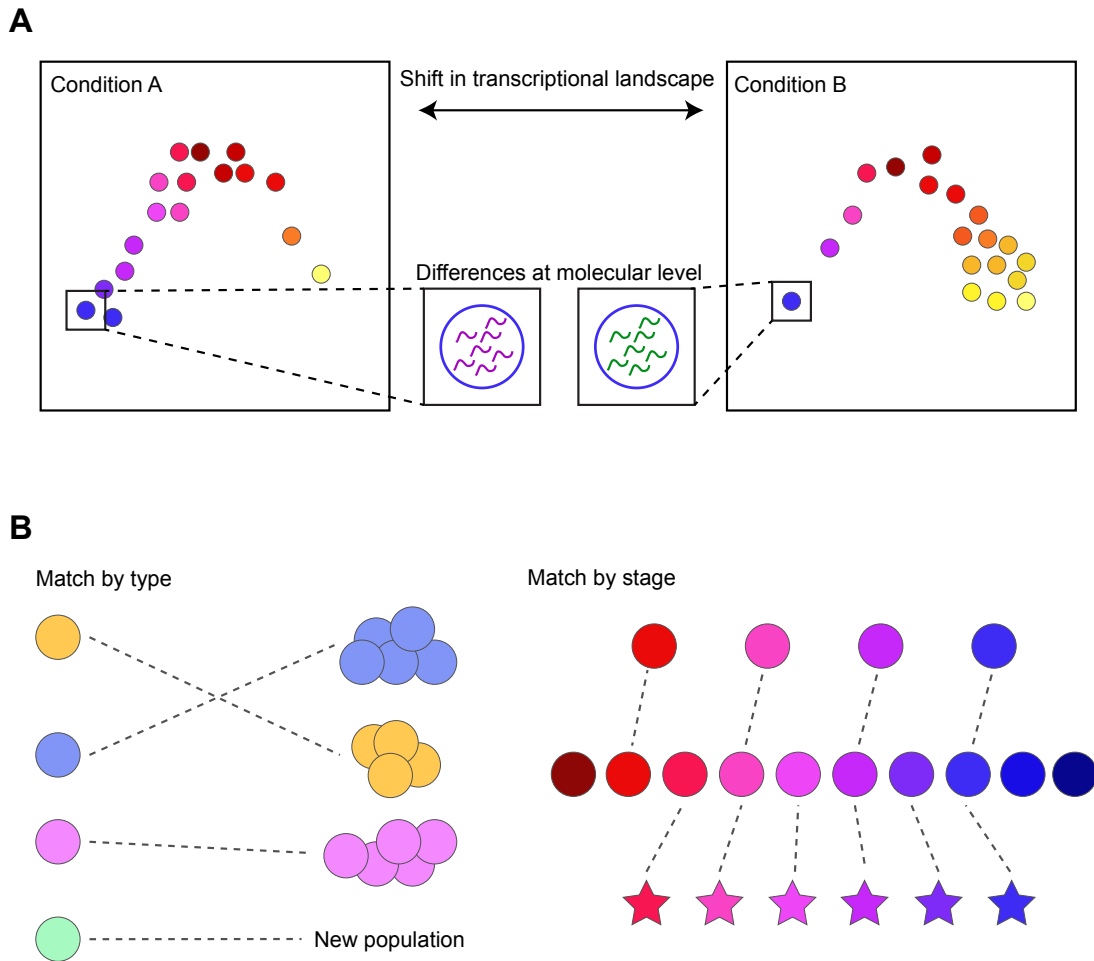 A
Condition A
Shift in transcriptional landscape
Condition B
Differences at molecular level
B
Match by type
Match by stage
New population